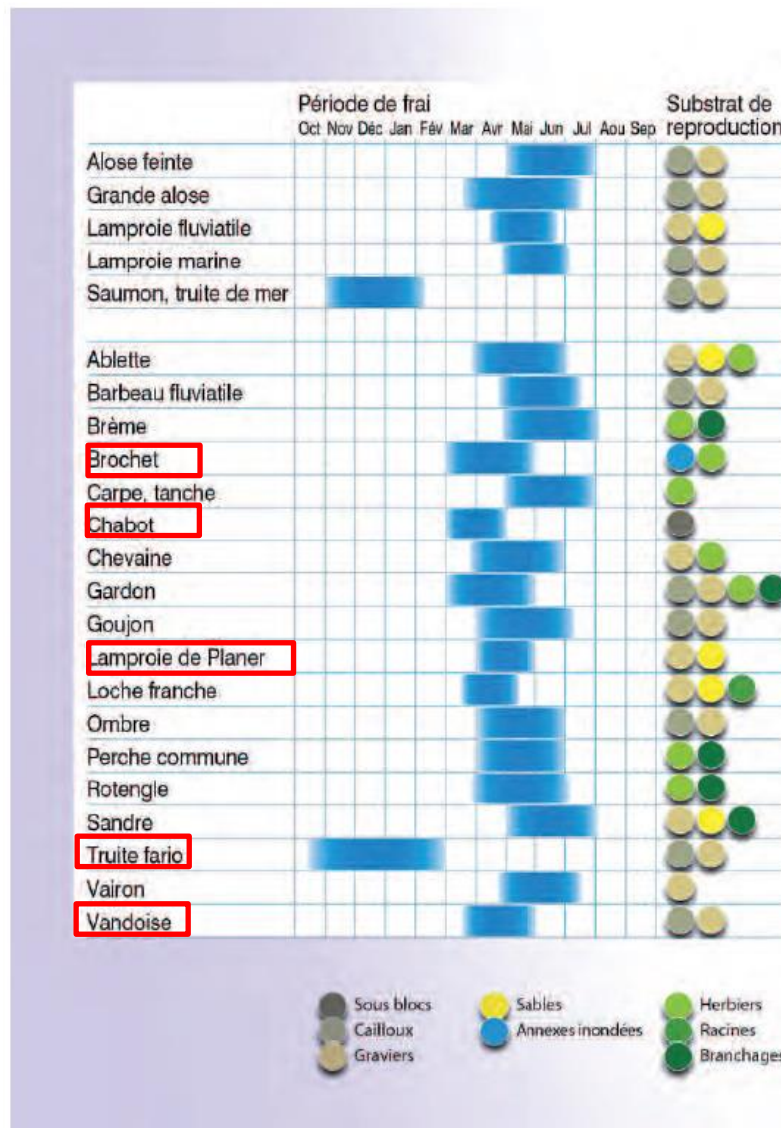 Période de frai
Substrat de
Oct Nov Déc Jan Fév Mar Avr Mai Jun Jul Aou Sep reproduction
Alose feinte
Grande alose
Lamproie fluviatile
Lamproie marine
Saumon, truite de mer
Ablette
Barbeau fluviatile
Brème
Brochet
Carpe, tanche
Chabot
Chevaine
Gardon
Goujon
Lamproie de Planer
Loche franche
Ombre
Perche commune
Rotengle
Sandre
Truite fario
Vairon
Vandoise
Sous blocs
Cailloux
Graviers
Sables
Annexes inondées
Herbiers
Racines
Branchages